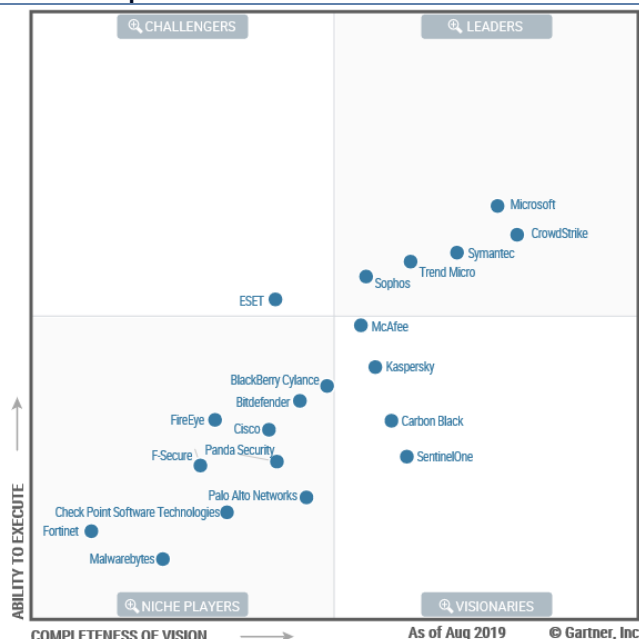 CHALLENGERS
LEADERS
Microsoft
CrowdStrike
Symantec
Trend Micro
Sophos
ESET
McAfee
Kaspersky
BlackBerry Cylance
Bitdefender
FireEye
Carbon Black
Cisco
Panda Security
F-Secure
SentinelOne
Palo Alto Networks
Check Point Software Technologies
Fortinet
Malwarebytes
ABILITY TO EXECUTE
NICHE PLAYERS
VISIONARIES
COMPLETENESS OF VISION
As of Aug 2019
© Gartner, Inc